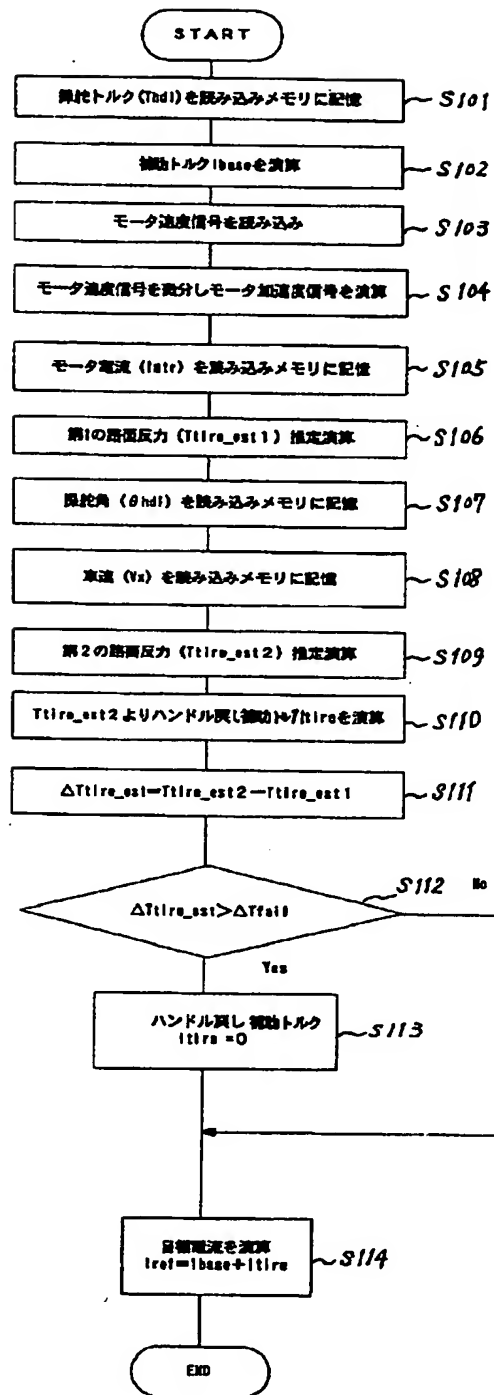 START
操舵トルク(Thdl)を読み込みメモリに記憶
S101
補助トルクIbaseを演算
S102
モータ速度信号を読み込み
S103
モータ速度信号を微分しモータ加速度信号を演算
S104
モータ電流(Imtr)を読み込みメモリに記憶
S105
第1の路面反力(Ttire_est1)推定演算
S106
操舵角(θhdl)を読み込みメモリに記憶
S107
車速(Vx)を読み込みメモリに記憶
S108
第2の路面反力(Ttire_est2)推定演算
S109
Ttire_est2よりハンドル戻し補助トルクItireを演算
S110
△Ttire_est=Ttire_est2-Ttire_est1
S111
S112
No
△Ttire_est>△Tfail
Yes
ハンドル戻し 補助トルク
Itire =0
S113
目標電流を演算
Iref=Ibase+Itire
S114
END